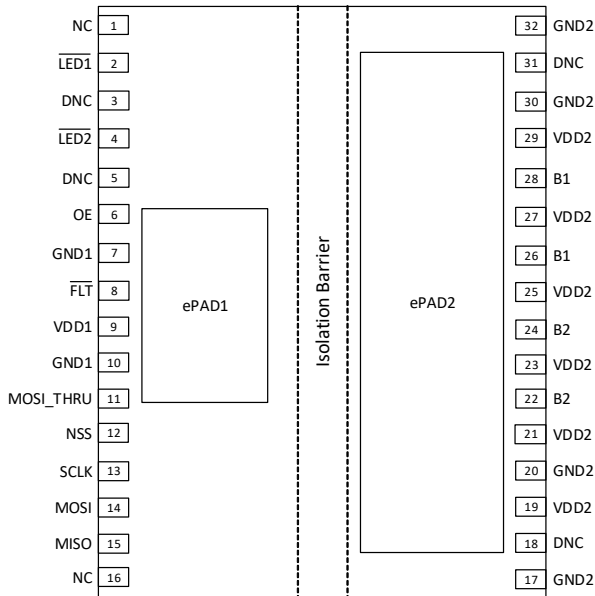 NC 1
LED1 2
DNC 3
LED2 4
DNC 5
OE 6
GND1 7
FLT 8
VDD1 9
GND1 10
MOSI_THRU 11
NSS 12
SCLK 13
MOSI 14
MISO 15
NC 16
ePAD1
Isolation Barrier
ePAD2
32 GND2
31 DNC
30 GND2
29 VDD2
28 B1
27 VDD2
26 B1
25 VDD2
24 B2
23 VDD2
22 B2
21 VDD2
20 GND2
19 VDD2
18 DNC
17 GND2